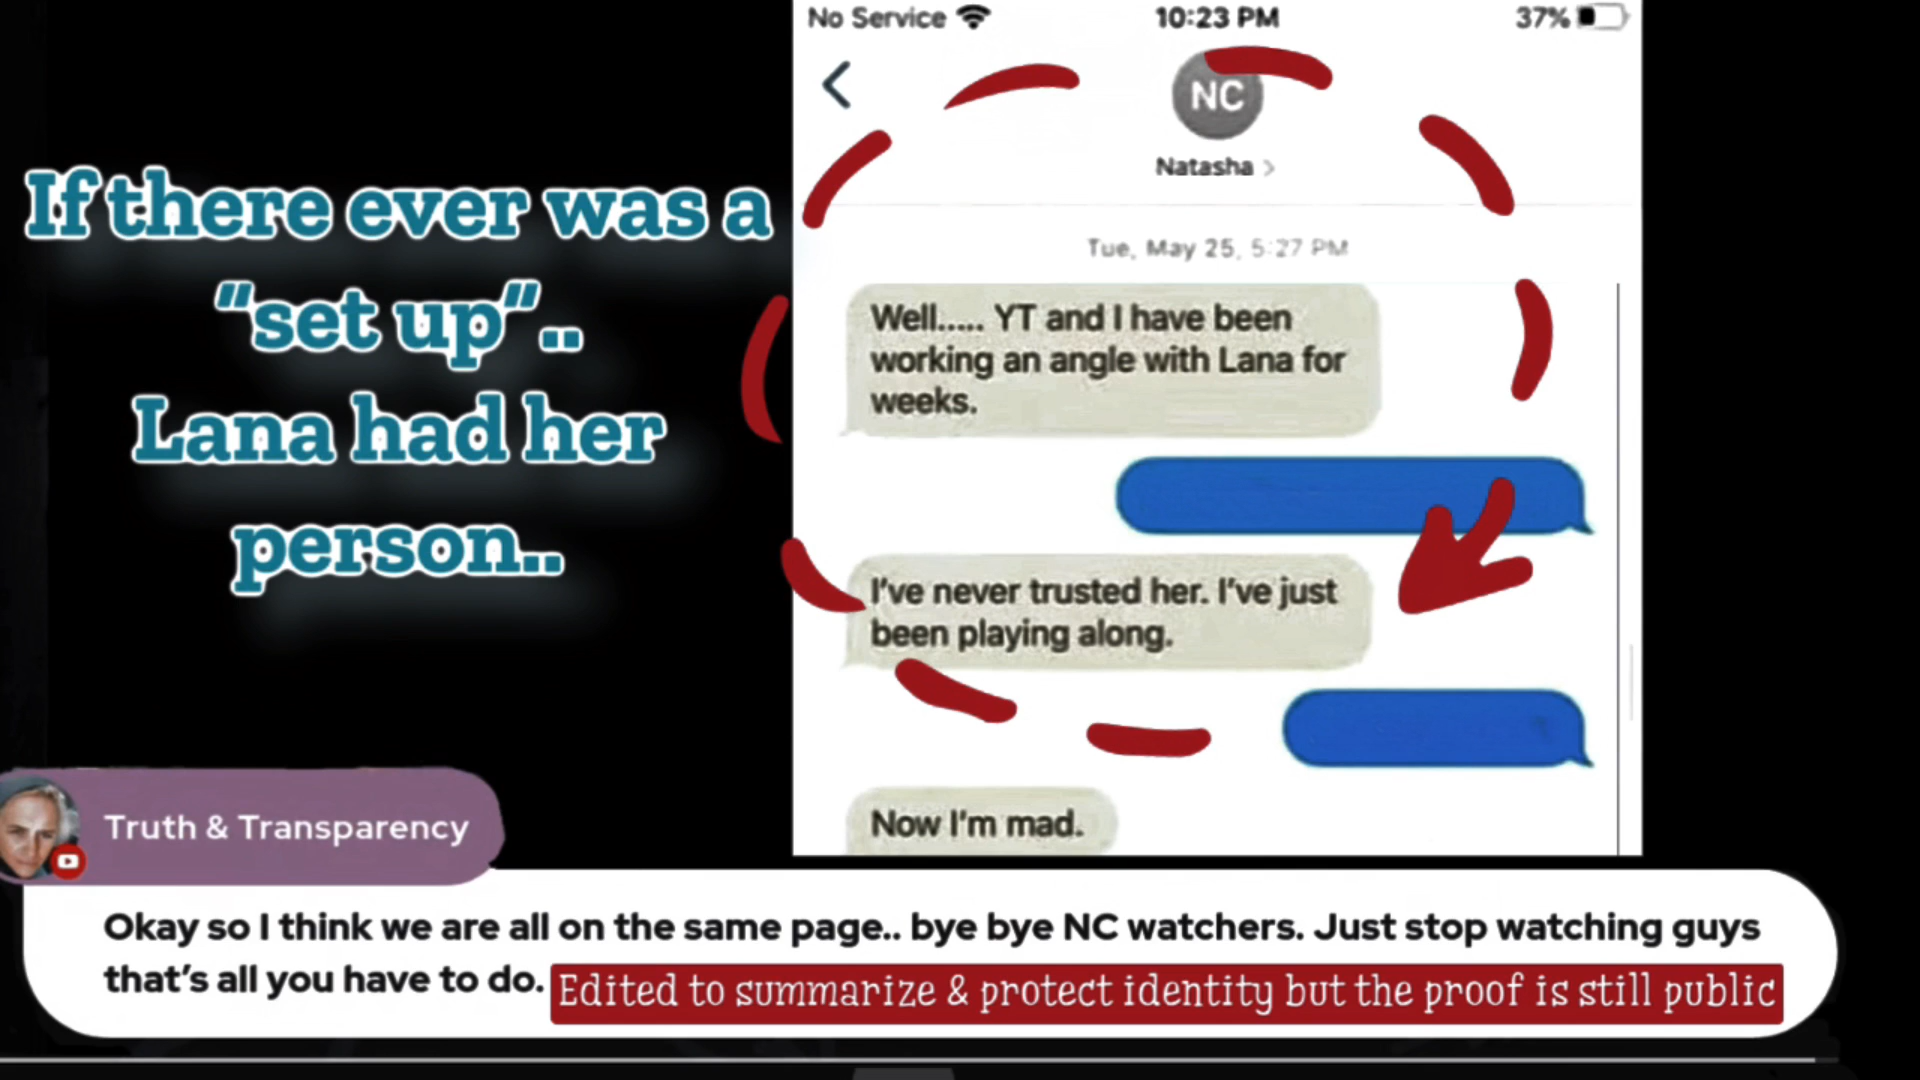 No Service 10:23 PM 37%
NC
Natasha >
Tue, May 25, 5:27 PM
Well..... YT and I have been
working an angle with Lana for
weeks.
I've never trusted her. I've just
been playing along.
Now I'm mad.
If there ever was a
"set up"..
Lana had her
person..
Truth & Transparency
Okay so I think we are all on the same page.. bye bye NC watchers. Just stop watching guys
that's all you have to do. Edited to summarize & protect identity but the proof is still public